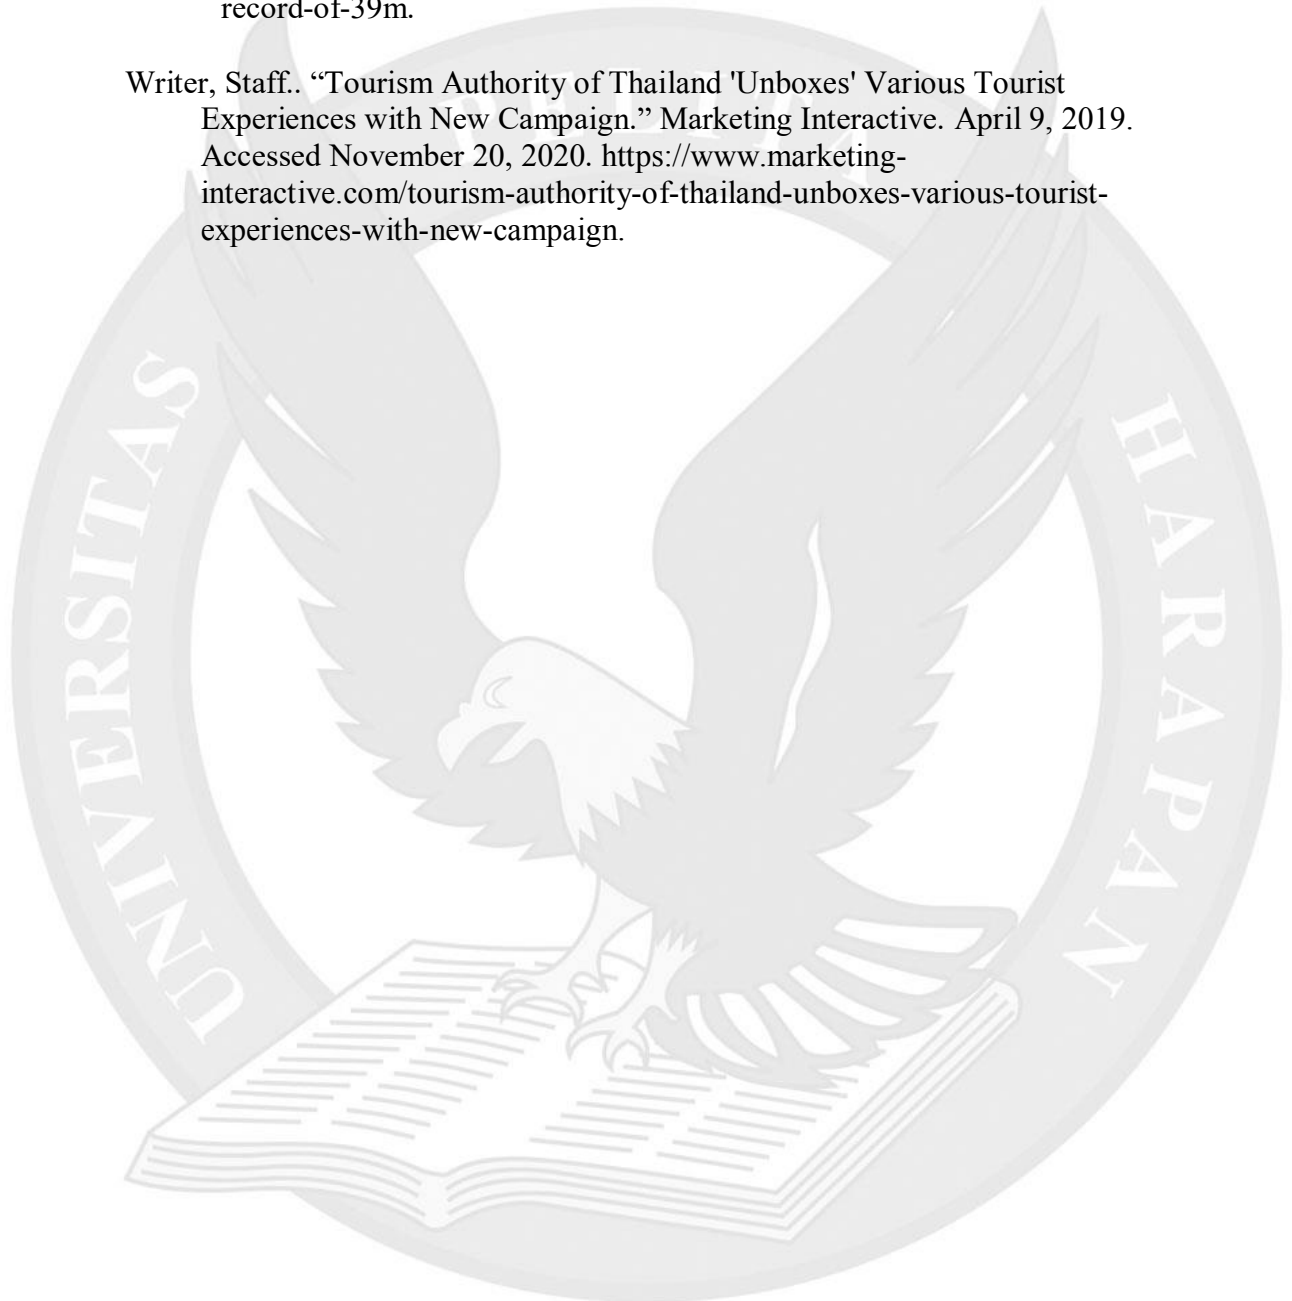 record-of-39m.
Writer, Staff.. “Tourism Authority of Thailand 'Unboxes' Various Tourist
Experiences with New Campaign.” Marketing Interactive. April 9, 2019.
Accessed November 20, 2020. https://www.marketing-
interactive.com/tourism-authority-of-thailand-unboxes-various-tourist-
experiences-with-new-campaign.
UNIVERSITAS
PELITA
HARAPAN